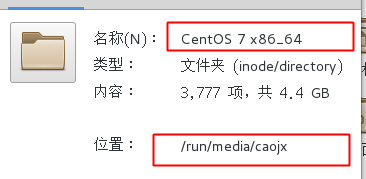 名称(N)： CentOS 7 x86_64
类型： 文件夹 (inode/directory)
内容： 3,777 项，共 4.4 GB
位置： /run/media/caojx